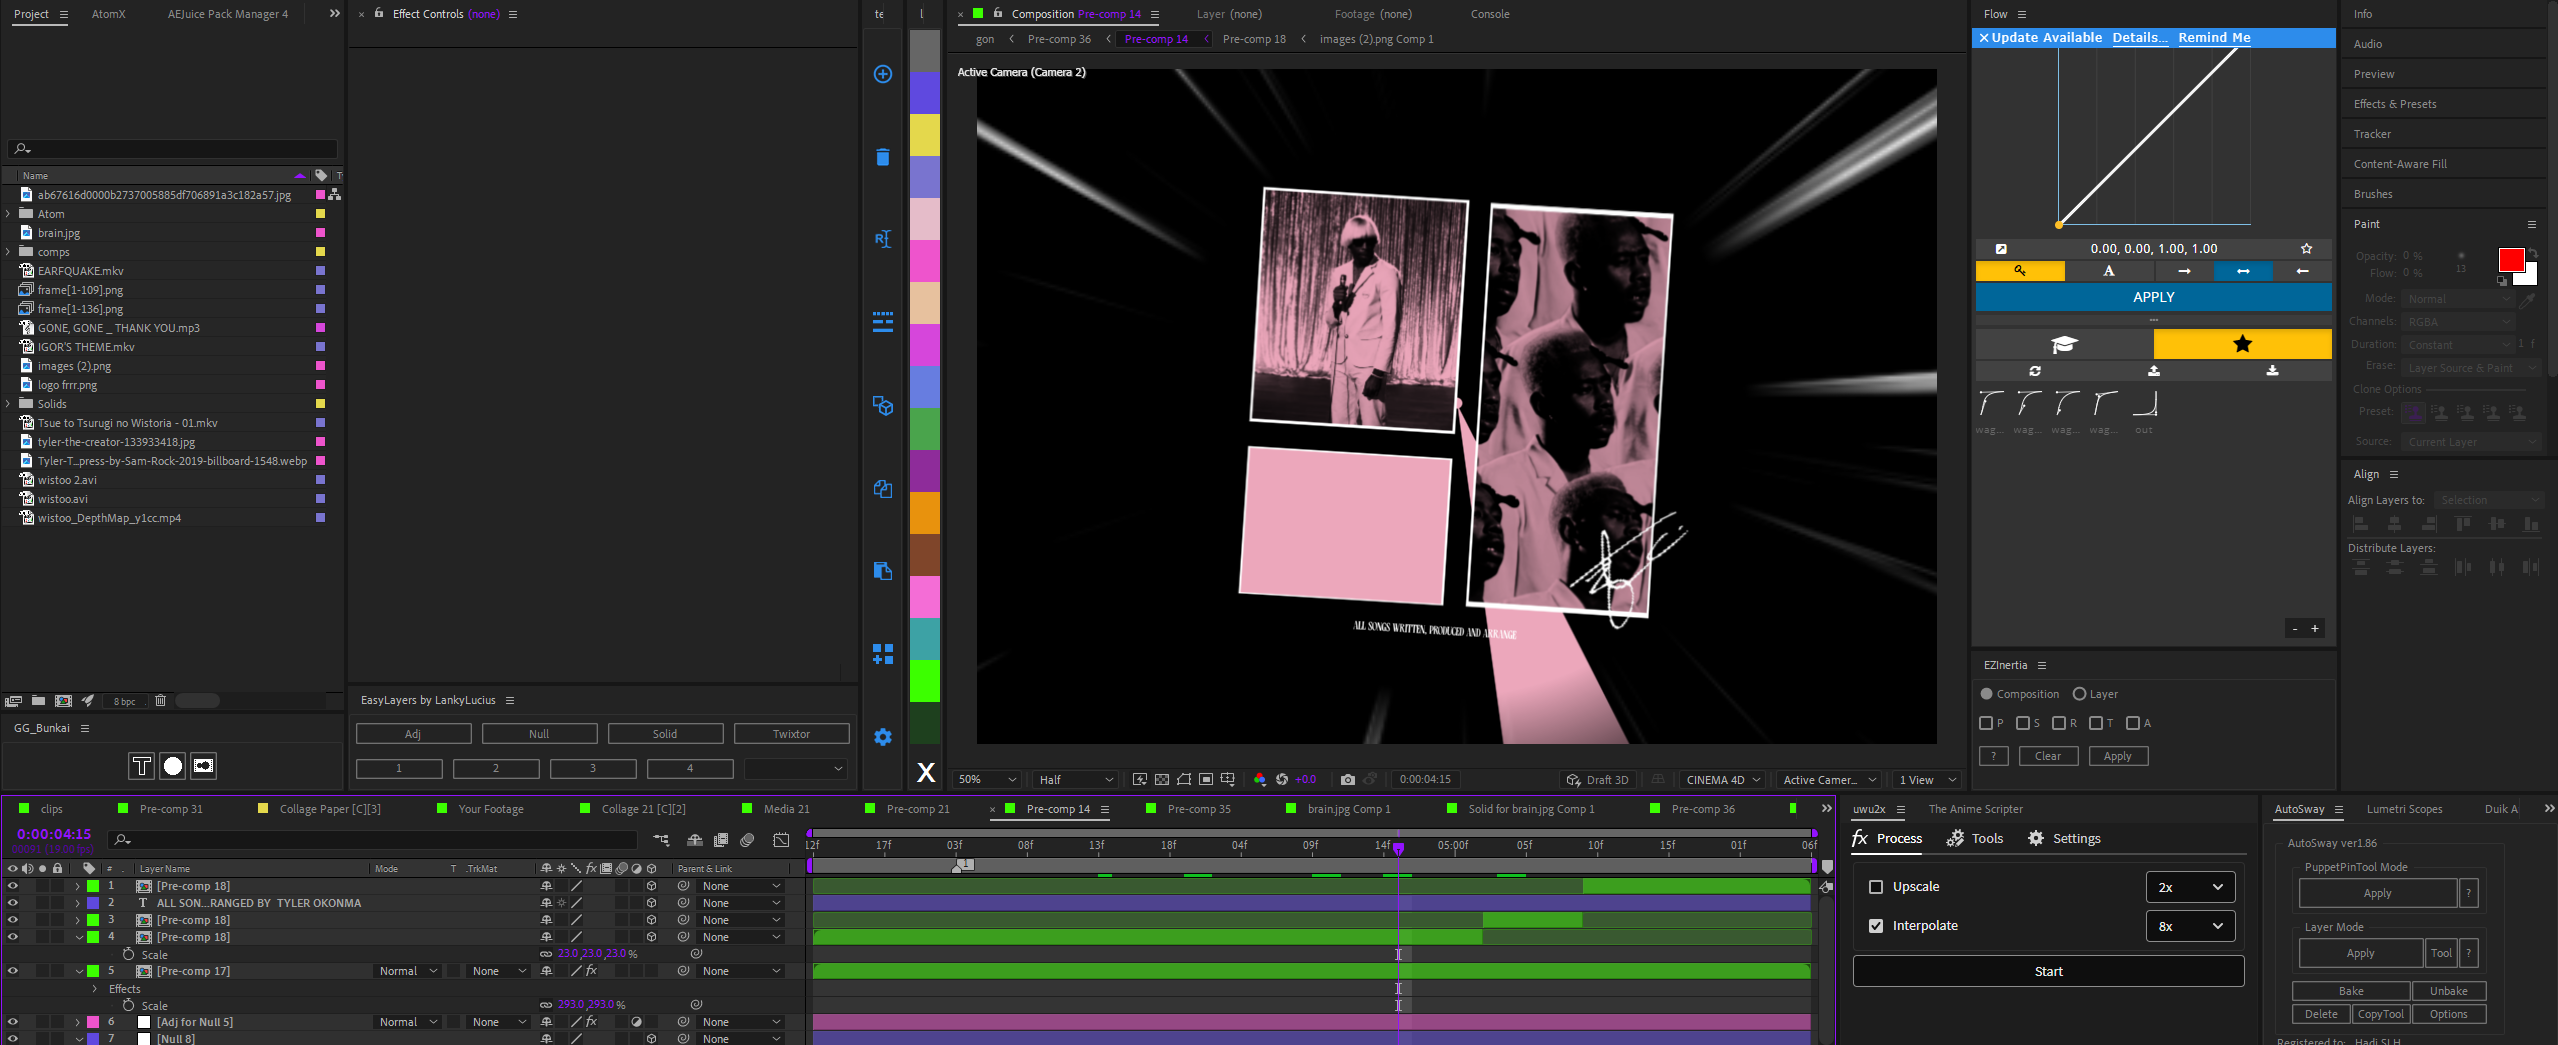 Project
AtomX
AEJuice Pack Manager 4
Effect Controls (none)
te
Composition Pre-comp 14
Layer (none)
Footage (none)
Console
gon
Pre-comp 36
Pre-comp 14
Pre-comp 18
images (2).png Comp 1
Active Camera (Camera 2)
Name
ab67616d0000b2737005885df706891a3c182a57.jpg
Atom
brain.jpg
comps
EARFQUAKE.mkv
frame[1-109].png
frame[1-136].png
GONE, GONE _ THANK YOU.mp3
IGOR'S THEME.mkv
images (2).png
logo frrr.png
Solids
Tsue to Tsurugi no Wistoria - 01.mkv
tyler-the-creator-133933418.jpg
Tyler-T...press-by-Sam-Rock-2019-billboard-1548.webp
wistoo 2.avi
wistoo.avi
wistoo_DepthMap_y1cc.mp4
8 bpc
GG_Bunkai
EasyLayers by LankyLucius
Adj
Null
Solid
Twixtor
1
2
3
4
X
ALL SONGS WRITTEN, PRODUCED AND ARRANGE
50%
Half
+0.0
0:00:04:15
Draft 3D
CINEMA 4D
Active Camer...
1 View
Flow
Update Available Details... Remind Me
0.00, 0.00, 1.00, 1.00
A
APPLY
wag...
wag...
wag...
wag...
out
- +
EZInertia
Composition
Layer
P
S
R
T
A
?
Clear
Apply
Info
Audio
Preview
Effects & Presets
Tracker
Content-Aware Fill
Brushes
Paint
Opacity: 0 %
Flow: 0 %
13
Mode: Normal
Channels: RGBA
Duration: Constant 1 f
Erase: Layer Source & Paint
Clone Options
Preset:
Source: Current Layer
Align
Align Layers to: Selection
Distribute Layers:
clips
Pre-comp 31
Collage Paper [C][3]
Your Footage
Collage 21 [C][2]
Media 21
Pre-comp 21
Pre-comp 14
Pre-comp 35
brain.jpg Comp 1
Solid for brain.jpg Comp 1
Pre-comp 36
0:00:04:15
12f 17f 03f 08f 13f 04f 09f 14f 05:00f 05f 10f 15f 01f 06f
1
# . Layer Name Mode T .TrkMat Parent & Link
1 [Pre-comp 18] None
2 T ALL SON...RANGED BY TYLER OKONMA None
3 [Pre-comp 18] None
4 [Pre-comp 18] None
Scale 23.0,23.0,23.0 %
5 [Pre-comp 17] Normal None None
Effects
Scale 293.0,293.0 %
6 [Adj for Null 5] Normal None None
7 [Null 8] None
uwu2x
The Anime Scripter
fx Process
Tools
Settings
Upscale 2x
Interpolate 8x
Start
AutoSway
Lumetri Scopes
Duik A
AutoSway ver1.86
PuppetPinTool Mode
Apply ?
Layer Mode
Apply Tool ?
Bake Unbake
Delete CopyTool Options
Registered to: Hadi SLH